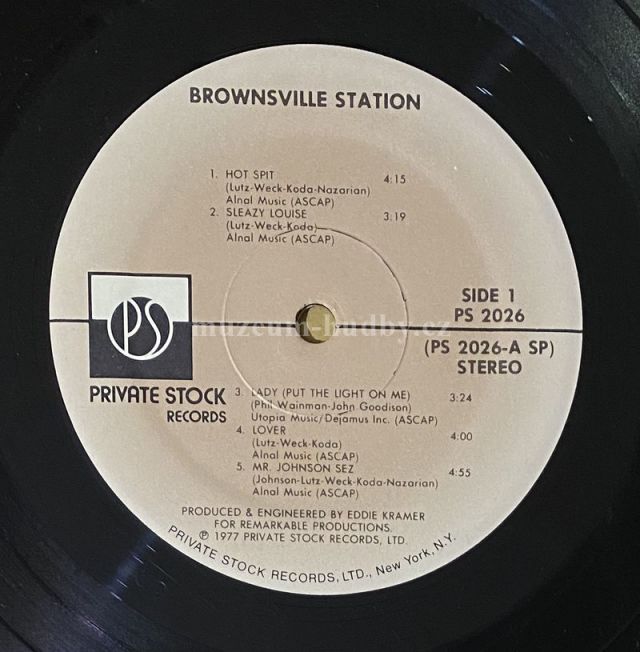 BROWNSVILLE STATION
1. HOT SPIT 4:15
(Lutz-Weck-Koda-Nazarian)
Alnal Music (ASCAP)
2. SLEAZY LOUISE 3:19
(Lutz-Weck-Koda)
Alnal Music (ASCAP)
SIDE 1
PS 2026
PS
muzeum-hudby.cz
(PS 2026-A SP)
STEREO
PRIVATE STOCK
RECORDS
3. LADY (PUT THE LIGHT ON ME) 3:24
(Phil Wainman-John Goodison)
Utopia Music/Dejamus Inc. (ASCAP)
4. LOVER 4:00
(Lutz-Weck-Koda)
Alnal Music (ASCAP)
5. MR. JOHNSON SEZ 4:55
(Johnson-Lutz-Weck-Koda-Nazarian)
Alnal Music (ASCAP)
PRODUCED & ENGINEERED BY EDDIE KRAMER
FOR REMARKABLE PRODUCTIONS.
℗ 1977 PRIVATE STOCK RECORDS, LTD.
PRIVATE STOCK RECORDS, LTD., New York, N.Y.